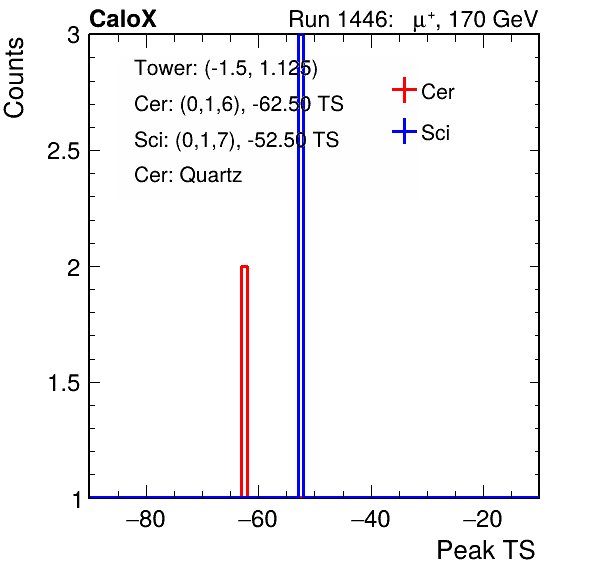 CaloX Run 1446: μ⁺, 170 GeV
Counts
Tower: (-1.5, 1.125)
Cer: (0,1,6), -62.50 TS
Sci: (0,1,7), -52.50 TS
Cer: Quartz
Cer
Sci
3
2.5
2
1.5
1
−80 −60 −40 −20
Peak TS